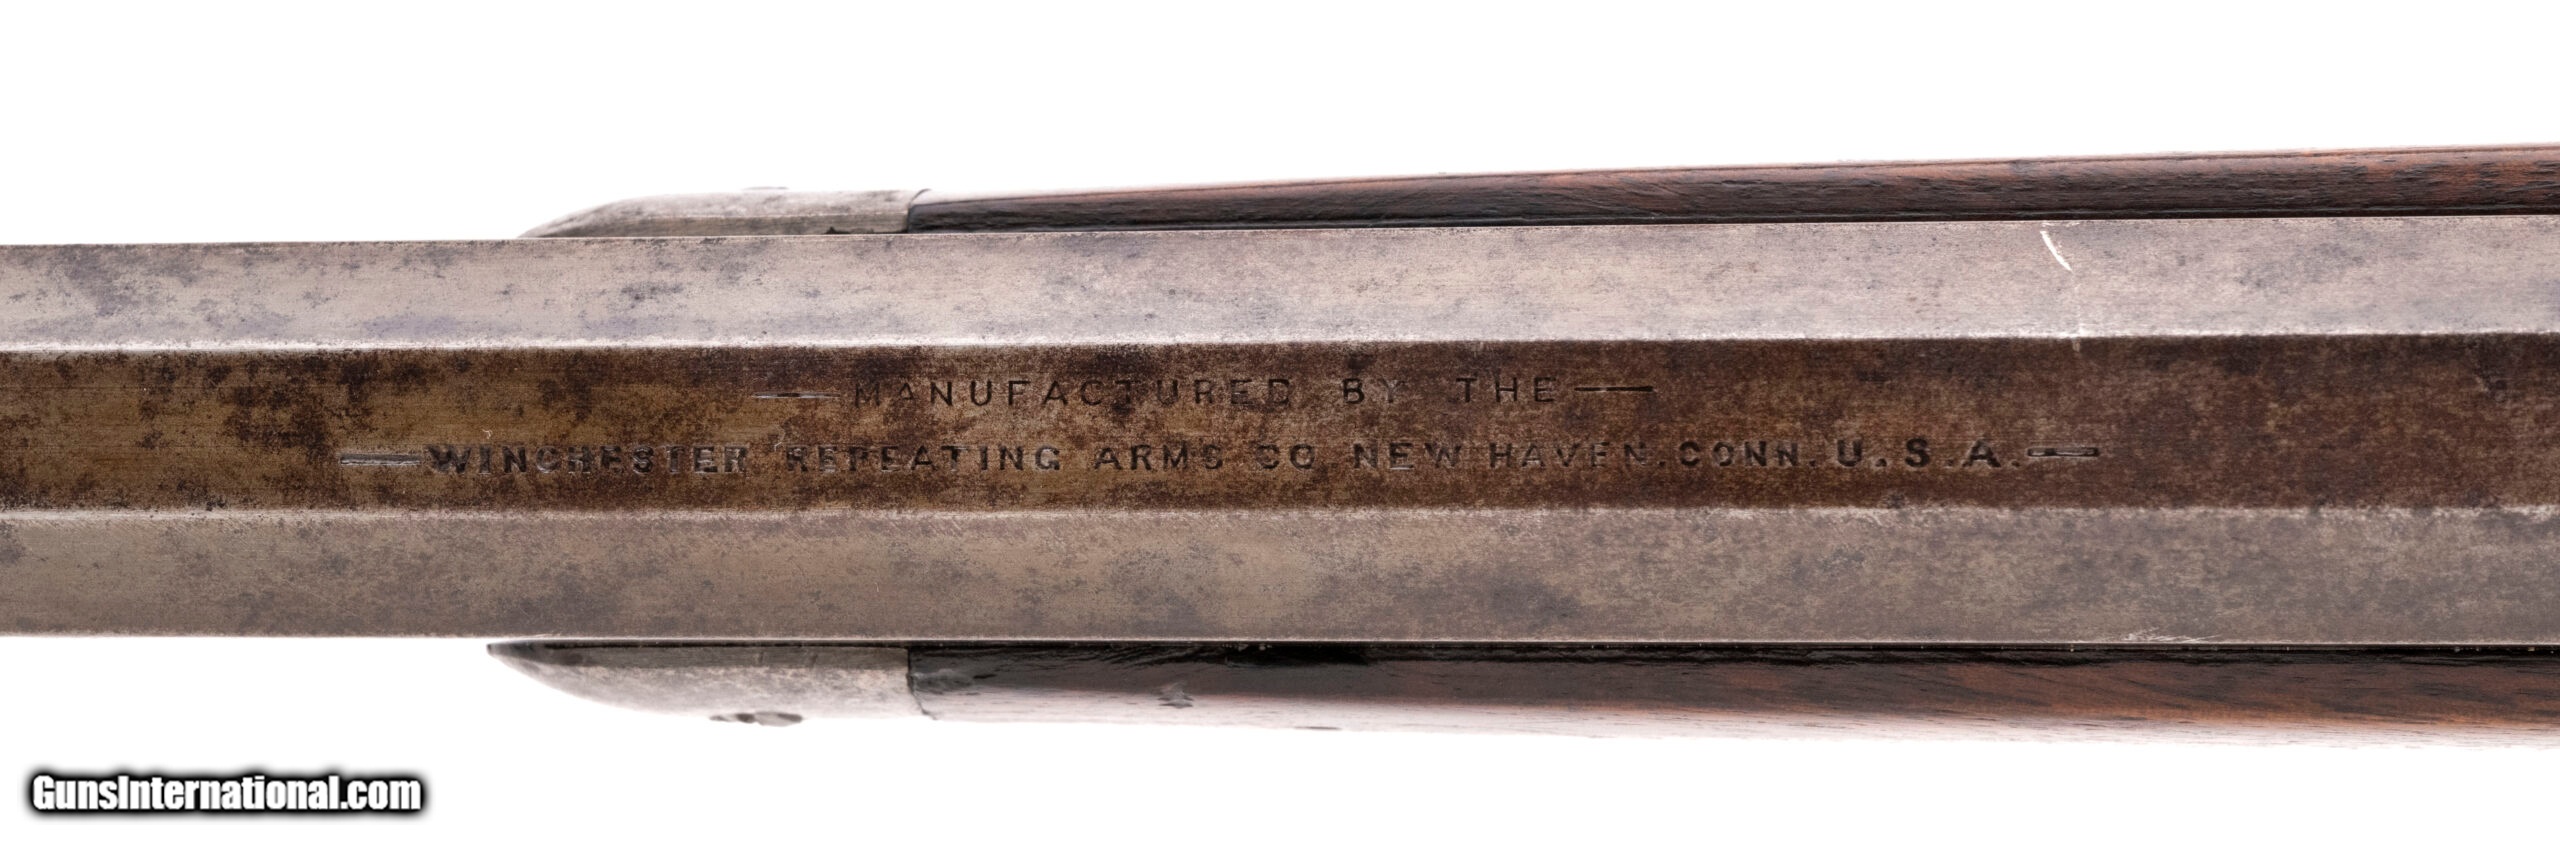 MANUFACTURED BY THE
WINCHESTER REPEATING ARMS CO. NEW HAVEN. CONN. U.S.A.
GunsInternational.com